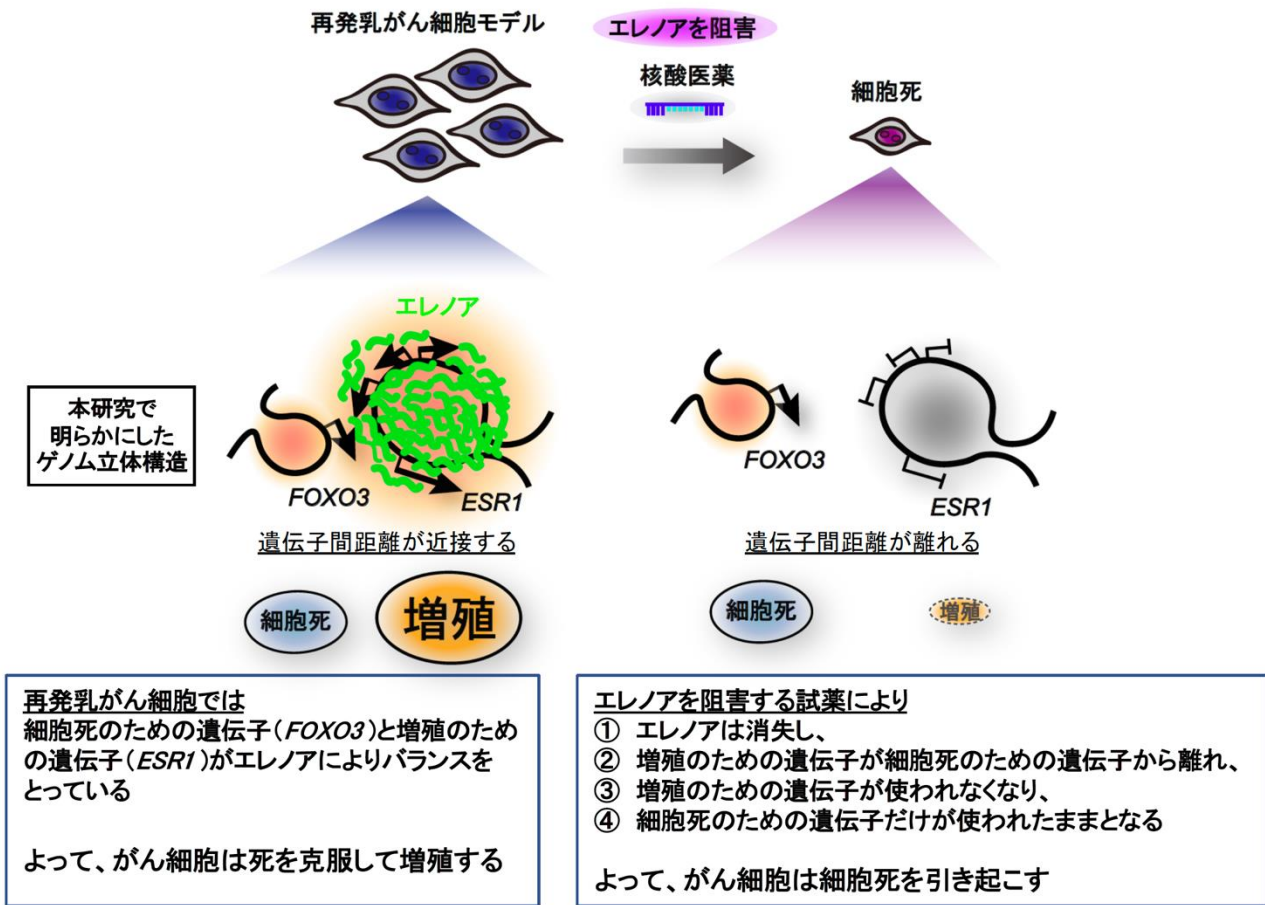 再発乳がん細胞モデル
エレノアを阻害
核酸医薬
細胞死
エレノア
本研究で
明らかにした
ゲノム立体構造
FOXO3
ESR1
遺伝子間距離が近接する
細胞死
増殖
FOXO3
ESR1
遺伝子間距離が離れる
細胞死
増殖
再発乳がん細胞では
細胞死のための遺伝子(FOXO3)と増殖のため
の遺伝子(ESR1)がエレノアによりバランスを
とっている
よって、がん細胞は死を克服して増殖する
エレノアを阻害する試薬により
① エレノアは消失し、
② 増殖のための遺伝子が細胞死のための遺伝子から離れ、
③ 増殖のための遺伝子が使われなくなり、
④ 細胞死のための遺伝子だけが使われたままとなる
よって、がん細胞は細胞死を引き起こす